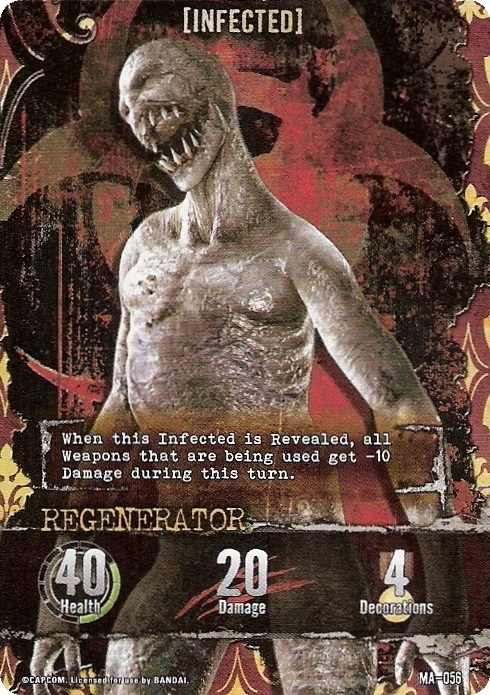 [INFECTED]
When this Infected is Revealed, all
Weapons that are being used get -10
Damage during this turn.
REGENERATOR
40
Health
20
Damage
4
Decorations
©CAPCOM. Licensed for use by BANDAI.
MA-056